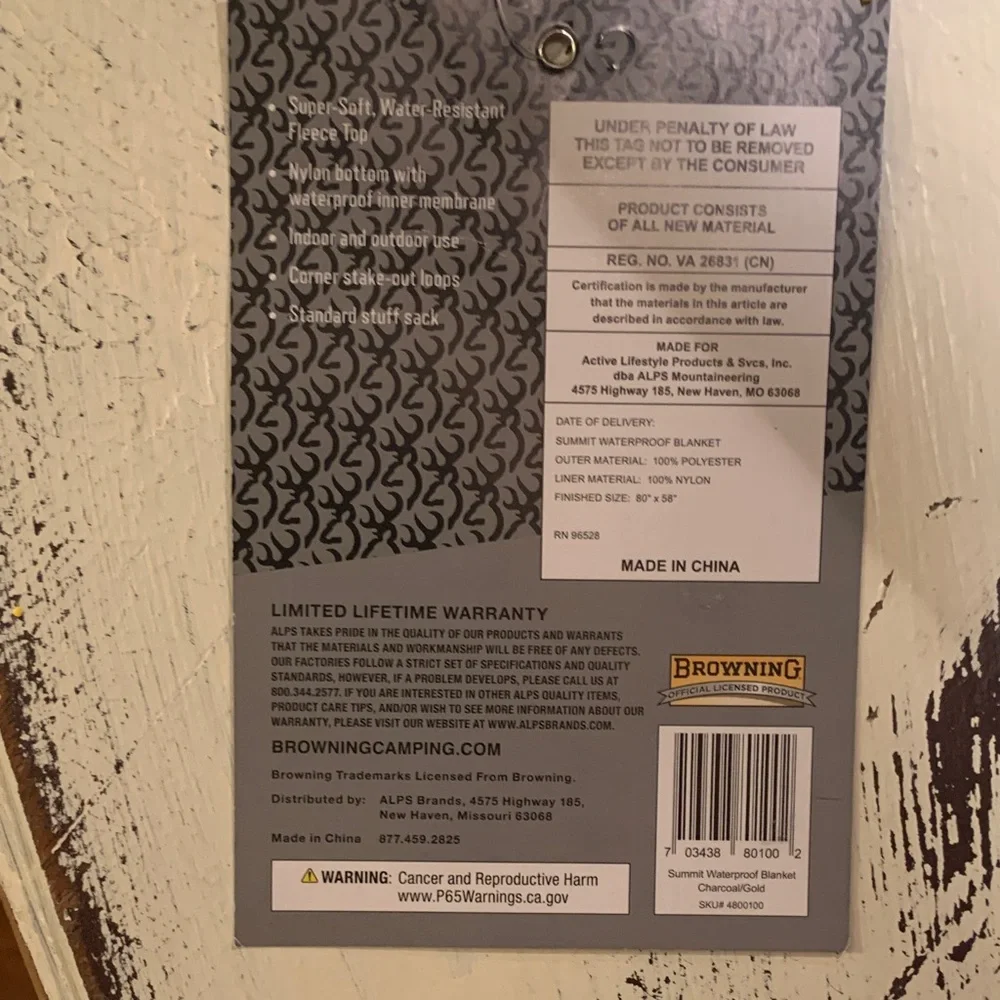 • Super-Soft, Water-Resistant
Fleece Top
• Nylon bottom with
waterproof inner membrane
• Indoor and outdoor use
• Corner stake-out loops
• Standard stuff sack
UNDER PENALTY OF LAW
THIS TAG NOT TO BE REMOVED
EXCEPT BY THE CONSUMER
PRODUCT CONSISTS
OF ALL NEW MATERIAL
REG. NO. VA 26831 (CN)
Certification is made by the manufacturer
that the materials in this article are
described in accordance with law.
MADE FOR
Active Lifestyle Products & Svcs, Inc.
dba ALPS Mountaineering
4575 Highway 185, New Haven, MO 63068
DATE OF DELIVERY:
SUMMIT WATERPROOF BLANKET
OUTER MATERIAL: 100% POLYESTER
LINER MATERIAL: 100% NYLON
FINISHED SIZE: 80" x 58"
RN 96528
MADE IN CHINA
LIMITED LIFETIME WARRANTY
ALPS TAKES PRIDE IN THE QUALITY OF OUR PRODUCTS AND WARRANTS
THAT THE MATERIALS AND WORKMANSHIP WILL BE FREE OF ANY DEFECTS.
OUR FACTORIES FOLLOW A STRICT SET OF SPECIFICATIONS AND QUALITY
STANDARDS, HOWEVER, IF A PROBLEM DEVELOPS, PLEASE CALL US AT
800.344.2577. IF YOU ARE INTERESTED IN OTHER ALPS QUALITY ITEMS,
PRODUCT CARE TIPS, AND/OR WISH TO SEE MORE INFORMATION ABOUT OUR
WARRANTY, PLEASE VISIT OUR WEBSITE AT WWW.ALPSBRANDS.COM.
BROWNINGCAMPING.COM
Browning Trademarks Licensed From Browning.
Distributed by: ALPS Brands, 4575 Highway 185,
New Haven, Missouri 63068
Made in China 877.459.2825
⚠ WARNING: Cancer and Reproductive Harm
www.P65Warnings.ca.gov
BROWNING
OFFICIAL LICENSED PRODUCT
7 03438 80100 2
Summit Waterproof Blanket
Charcoal/Gold
SKU# 4800100